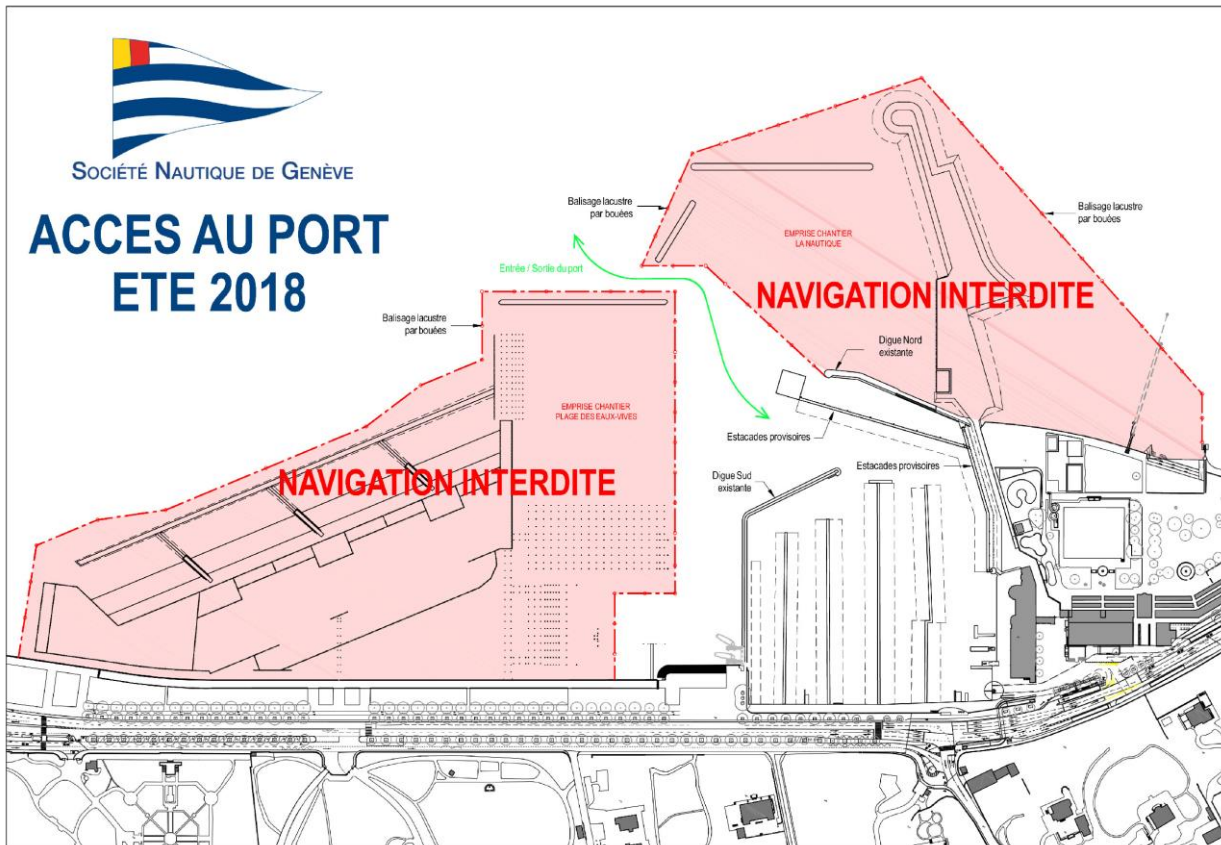 SOCIÉTÉ NAUTIQUE DE GENÈVE
ACCES AU PORT
ETE 2018
Balisage lacustre
par bouées
Balisage lacustre
par bouées
EMPRISE CHANTIER
LA NAUTIQUE
Entrée / Sortie du port
NAVIGATION INTERDITE
Balisage lacustre
par bouées
Digue Nord
existante
EMPRISE CHANTIER
PLAGE DES EAUX-VIVES
Estacades provisoires
Estacades provisoires
NAVIGATION INTERDITE
Digue Sud
existante